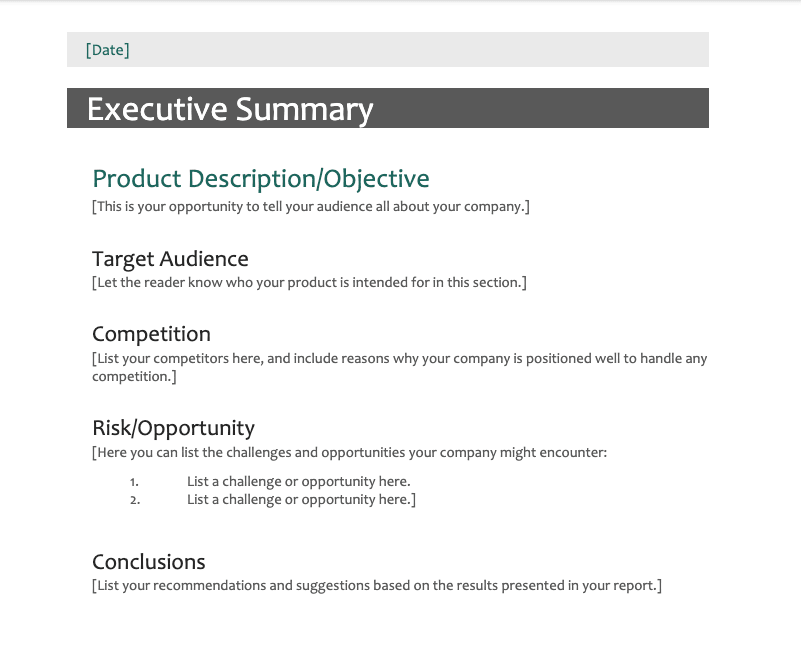 [Date]
Executive Summary
Product Description/Objective
[This is your opportunity to tell your audience all about your company.]
Target Audience
[Let the reader know who your product is intended for in this section.]
Competition
[List your competitors here, and include reasons why your company is positioned well to handle any
competition.]
Risk/Opportunity
[Here you can list the challenges and opportunities your company might encounter:
1. List a challenge or opportunity here.
2. List a challenge or opportunity here.]
Conclusions
[List your recommendations and suggestions based on the results presented in your report.]